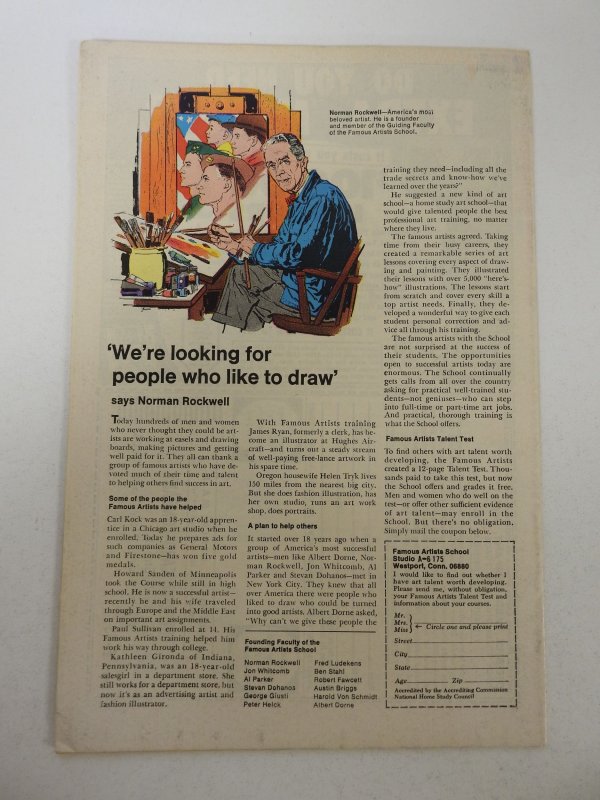 Norman Rockwell—America's most
beloved artist. He is a founder
and member of the Guiding Faculty
of the Famous Artists School.
'We're looking for
people who like to draw'
says Norman Rockwell
Today hundreds of men and women
who never thought they could be art-
ists are working at easels and drawing
boards, making pictures and getting
well paid for it. They all can thank a
group of famous artists who have de-
voted much of their time and talent
to helping others find success in art.
Some of the people the
Famous Artists have helped
Carl Kock was an 18-year-old appren-
tice in a Chicago art studio when he
enrolled. Today he prepares ads for
such companies as General Motors
and Firestone—has won five gold
medals.
Howard Sanden of Minneapolis
took the Course while still in high
school. He is now a successful artist—
recently he and his wife traveled
through Europe and the Middle East
on important art assignments.
Paul Sullivan enrolled at 14. His
Famous Artists training helped him
work his way through college.
Kathleen Gironda of Indiana,
Pennsylvania, was an 18-year-old
salesgirl in a department store. She
still works for a department store, but
now it's as an advertising artist and
fashion illustrator.
With Famous Artists training
James Ryan, formerly a clerk, has be-
come an illustrator at Hughes Air-
craft—and turns out a steady stream
of well-paying free-lance artwork in
his spare time.
Oregon housewife Helen Tryk lives
150 miles from the nearest big city.
But she does fashion illustration, has
her own studio, runs an art work
shop, does portraits.
A plan to help others
It started over 18 years ago when a
group of America's most successful
artists—men like Albert Dorne, Nor-
man Rockwell, Jon Whitcomb, Al
Parker and Stevan Dohanos—met in
New York City. They knew that all
over America there were people who
liked to draw who could be turned
into good artists. Albert Dorne asked,
"Why can't we give those people the
Founding Faculty of the
Famous Artists School
Norman Rockwell
Jon Whitcomb
Al Parker
Stevan Dohanos
George Giusti
Peter Helck
Fred Ludekens
Ben Stahl
Robert Fawcett
Austin Briggs
Harold Von Schmidt
Albert Dorne
training they need—including all the
trade secrets and know-how we've
learned over the years?"
He suggested a new kind of art
school—a home study art school—that
would give talented people the best
professional art training, no matter
where they live.
The famous artists agreed. Taking
time from their busy careers, they
created a remarkable series of art
lessons covering every aspect of draw-
ing and painting. They illustrated
their lessons with over 5,000 "here's-
how" illustrations. The lessons start
from scratch and cover every skill a
top artist needs. Finally, they de-
veloped a wonderful way to give each
student personal correction and ad-
vice all through his training.
The famous artists with the School
are not surprised at the success of
their students. The opportunities
open to successful artists today are
enormous. The School continually
gets calls from all over the country
asking for practical well-trained stu-
dents—not geniuses—who can step
into full-time or part-time art jobs.
And practical, thorough training is
what the School offers.
Famous Artists Talent Test
To find others with art talent worth
developing, the Famous Artists
created a 12-page Talent Test. Thou-
sands paid to take this test, but now
the School offers and grades it free.
Men and women who do well on the
test—or offer other sufficient evidence
of art talent—may enroll in the
School. But there's no obligation.
Simply mail the coupon below.
Famous Artists School
Studio A-6175
Westport, Conn. 06880
I would like to find out whether I
have art talent worth developing.
Please send me, without obligation,
your Famous Artists Talent Test and
information about your courses.
Mr.
Mrs. ← Circle one and please print
Miss
Street
City
State
Age Zip
Accredited by the Accrediting Commission
National Home Study Council